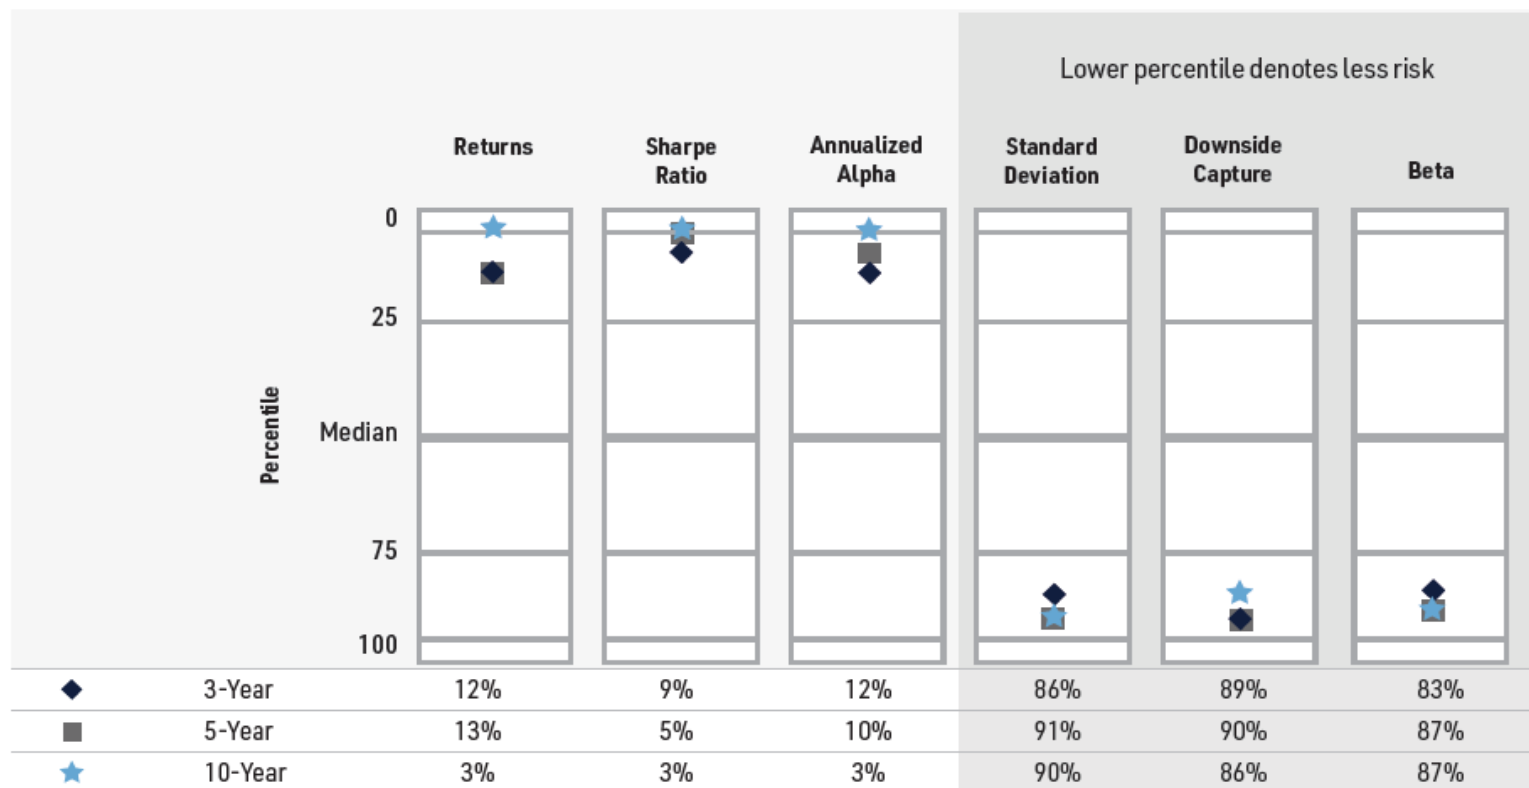 Lower percentile denotes less risk
Returns
Sharpe
Ratio
Annualized
Alpha
Standard
Deviation
Downside
Capture
Beta
Percentile
0
25
Median
75
100
3-Year 12% 9% 12% 86% 89% 83%
5-Year 13% 5% 10% 91% 90% 87%
10-Year 3% 3% 3% 90% 86% 87%